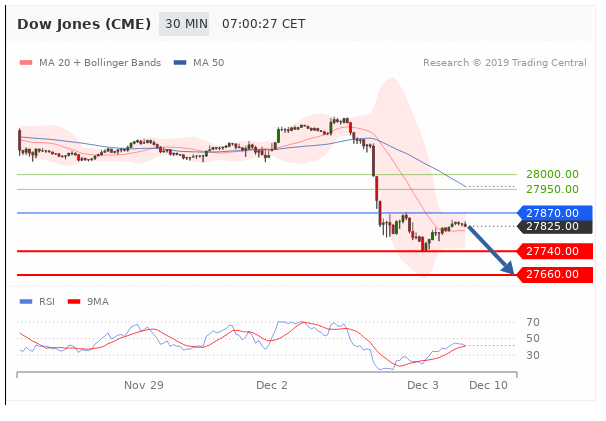 Dow Jones (CME) 30 MIN 07:00:27 CET
MA 20 + Bollinger Bands MA 50 Research © 2019 Trading Central
28000.00
27950.00
27870.00
27825.00
27740.00
27660.00
RSI 9MA
70
50
30
Nov 29 Dec 2 Dec 3 Dec 10